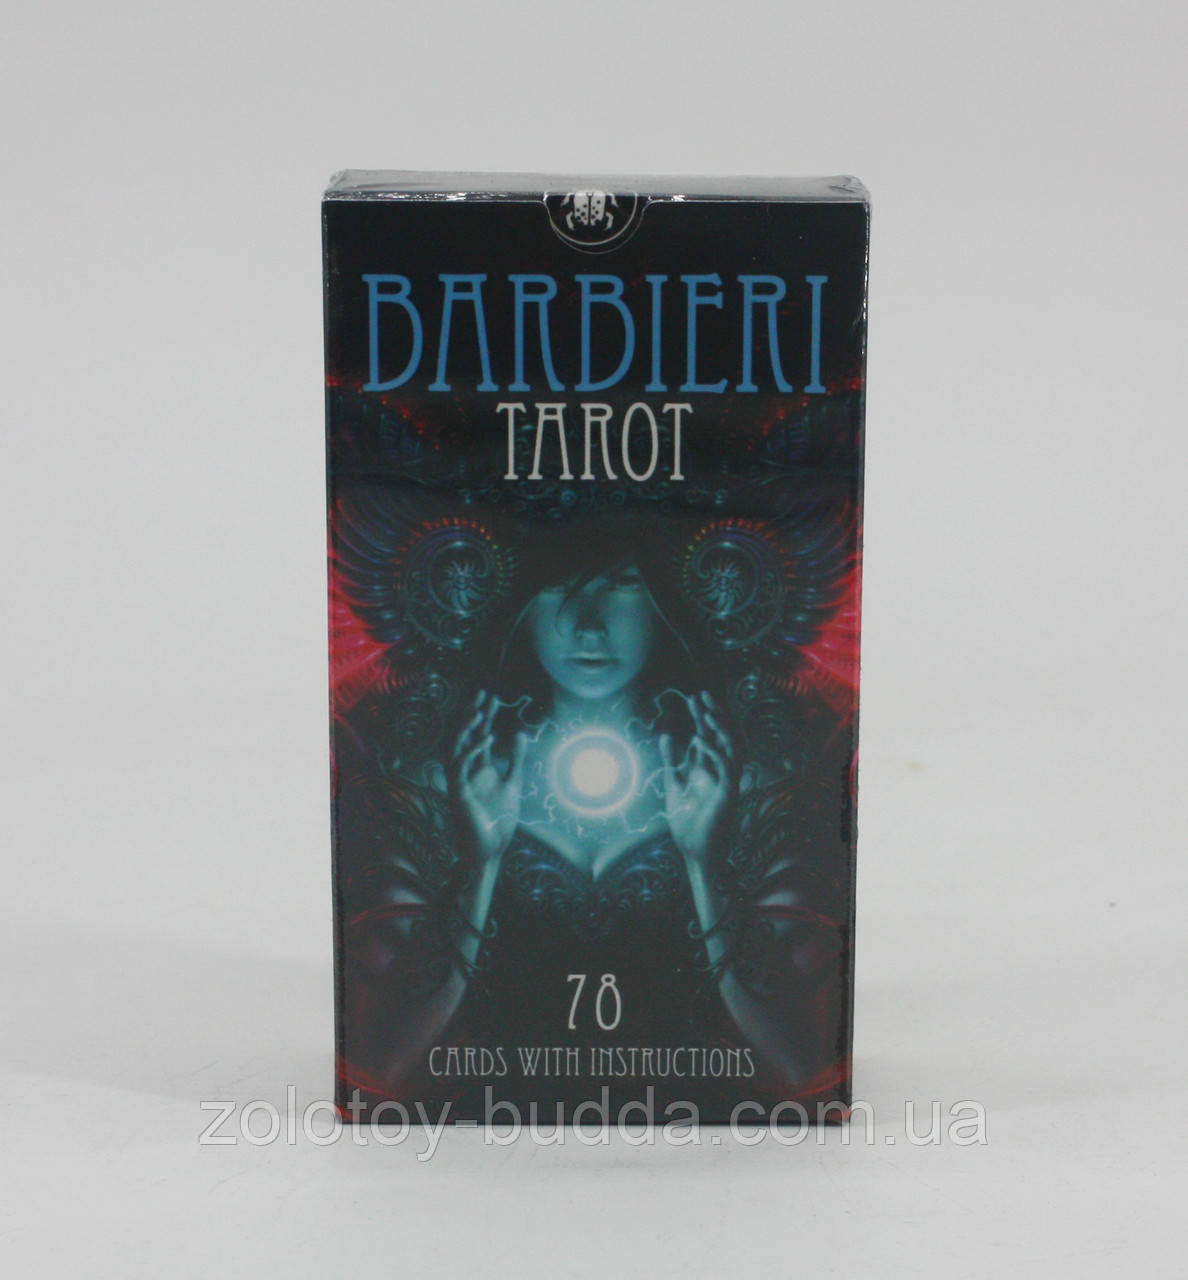 BARBIERI
TAROT
78
CARDS WITH INSTRUCTIONS
zolotoy-budda.com.ua